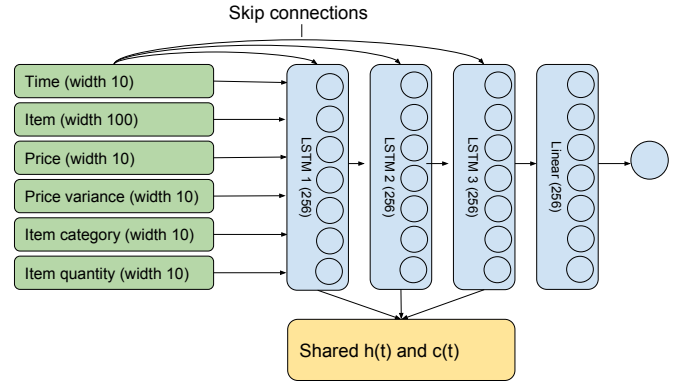 Skip connections
Time (width 10)
Item (width 100)
Price (width 10)
Price variance (width 10)
Item category (width 10)
Item quantity (width 10)
LSTM 1 (256)
LSTM 2 (256)
LSTM 3 (256)
Linear (256)
Shared h(t) and c(t)